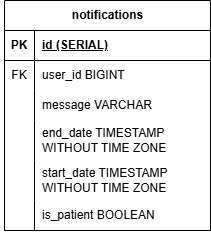 notifications
PK id (SERIAL)
FK user_id BIGINT
message VARCHAR
end_date TIMESTAMP
WITHOUT TIME ZONE
start_date TIMESTAMP
WITHOUT TIME ZONE
is_patient BOOLEAN